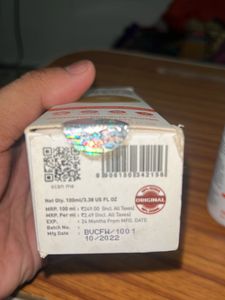 scan me
Net Qty. 100ml/3.38 US FL OZ
MRP. 100 ml : ₹249.00 (Incl. All Taxes)
MRP. Per ml : ₹2.49 (Incl. All Taxes)
EXP. : 24 Months From MFG. DATE
Batch No. : BVCFW/1001
Mfg Date : 10/2022
ORIGINAL